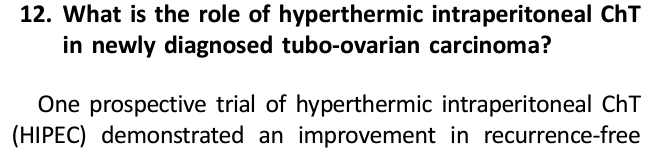 12. What is the role of hyperthermic intraperitoneal ChT
in newly diagnosed tubo-ovarian carcinoma?
One prospective trial of hyperthermic intraperitoneal ChT
(HIPEC) demonstrated an improvement in recurrence-free